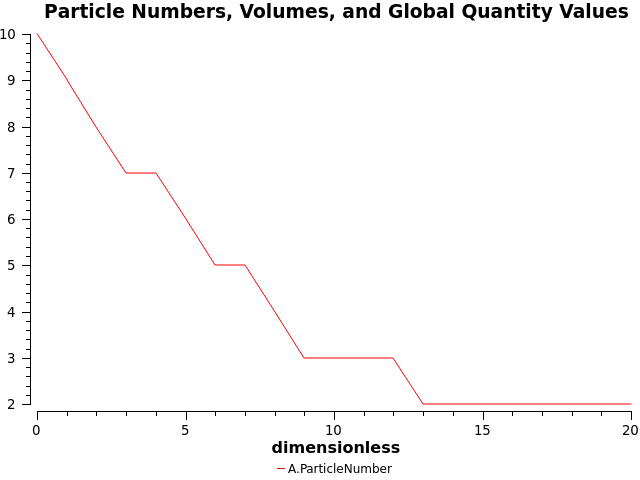 Particle Numbers, Volumes, and Global Quantity Values
10
9
8
7
6
5
4
3
2
0 5 10 15 20
dimensionless
A.ParticleNumber